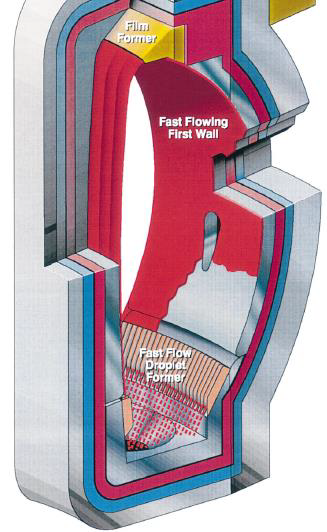 Film
Former
Fast Flowing
First Wall
Fast Flow
Droplet
Former